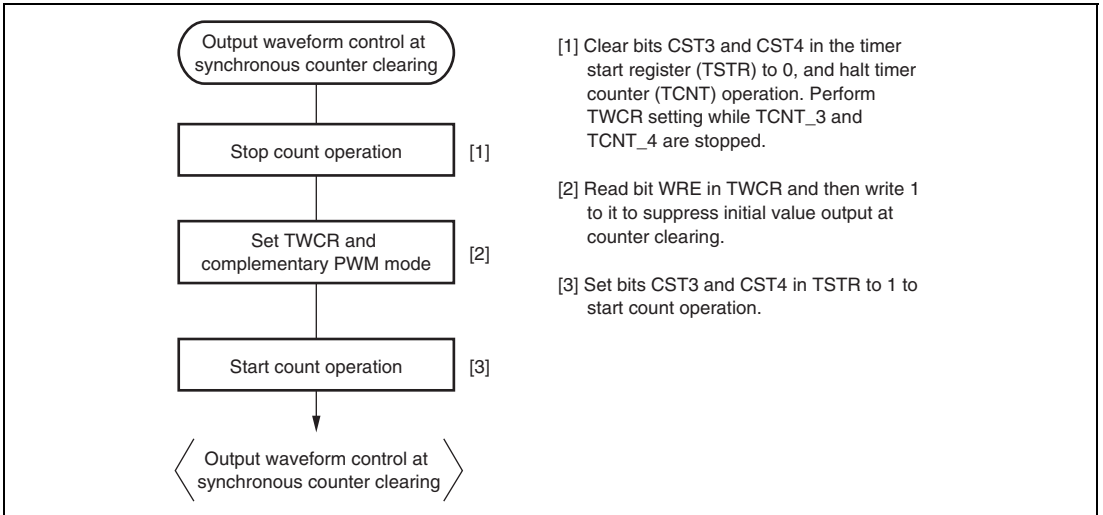 Output waveform control at
synchronous counter clearing
Stop count operation
[1]
Set TWCR and
complementary PWM mode
[2]
Start count operation
[3]
Output waveform control at
synchronous counter clearing
[1] Clear bits CST3 and CST4 in the timer
start register (TSTR) to 0, and halt timer
counter (TCNT) operation. Perform
TWCR setting while TCNT_3 and
TCNT_4 are stopped.
[2] Read bit WRE in TWCR and then write 1
to it to suppress initial value output at
counter clearing.
[3] Set bits CST3 and CST4 in TSTR to 1 to
start count operation.